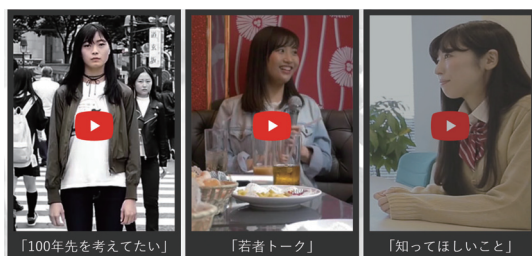 「100年先を考えてたい」
「若者トーク」
「知ってほしいこと」